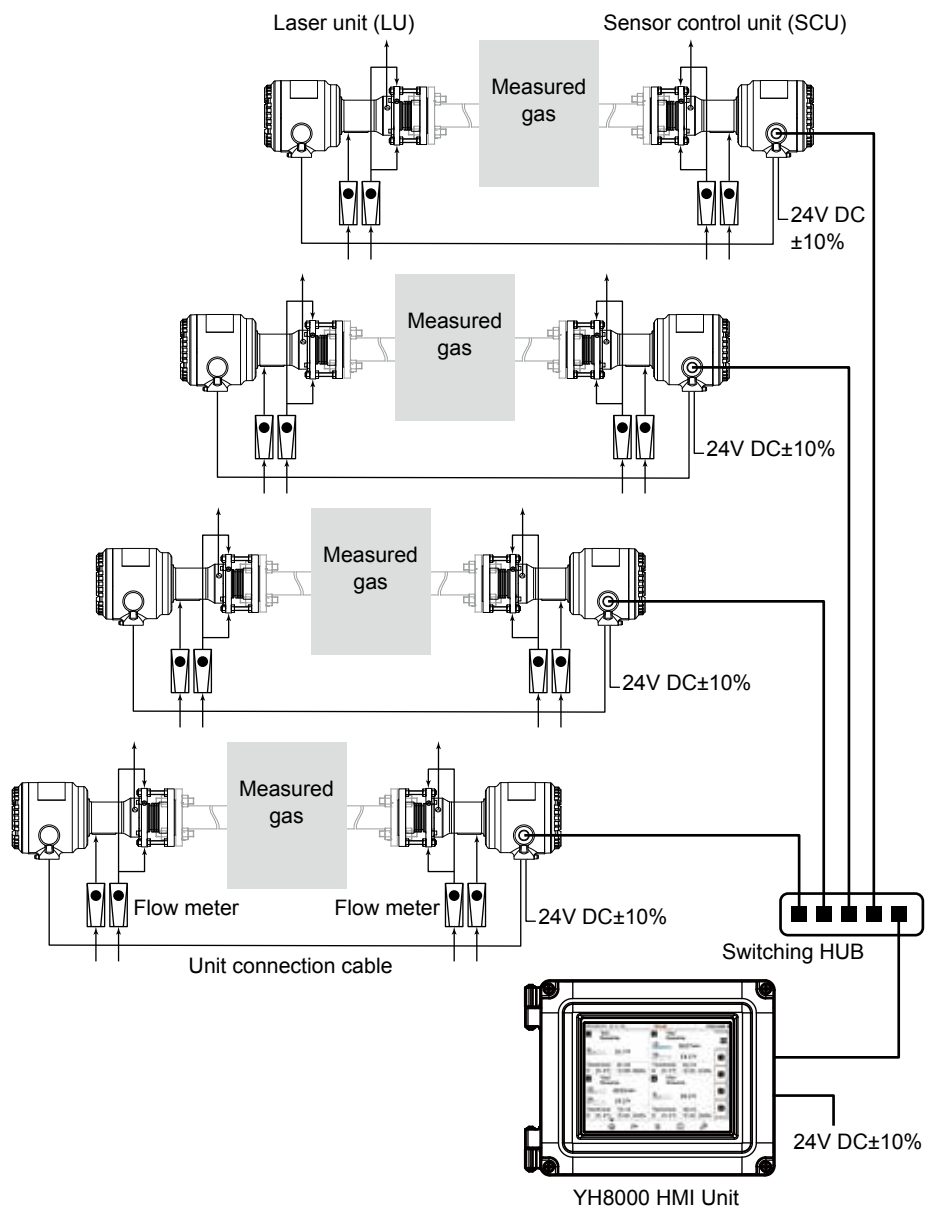 Laser unit (LU)
Sensor control unit (SCU)
Measured
gas
24V DC
±10%
Measured
gas
24V DC±10%
Measured
gas
24V DC±10%
Measured
gas
Flow meter
Flow meter
24V DC±10%
Unit connection cable
Switching HUB
24V DC±10%
YH8000 HMI Unit